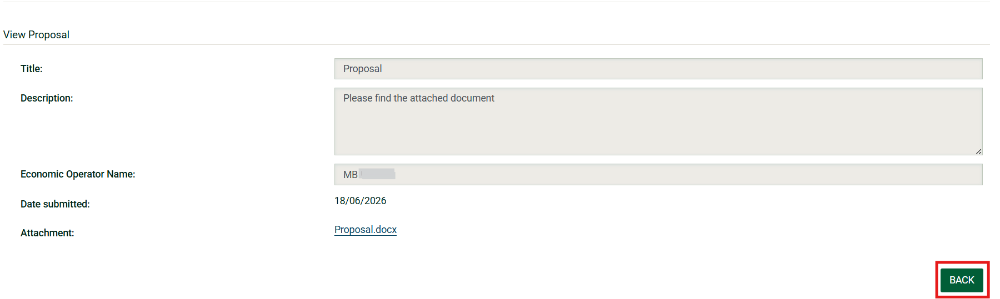 View Proposal
Title:
Proposal
Description:
Please find the attached document
Economic Operator Name:
MB
Date submitted:
18/06/2026
Attachment:
Proposal.docx
BACK